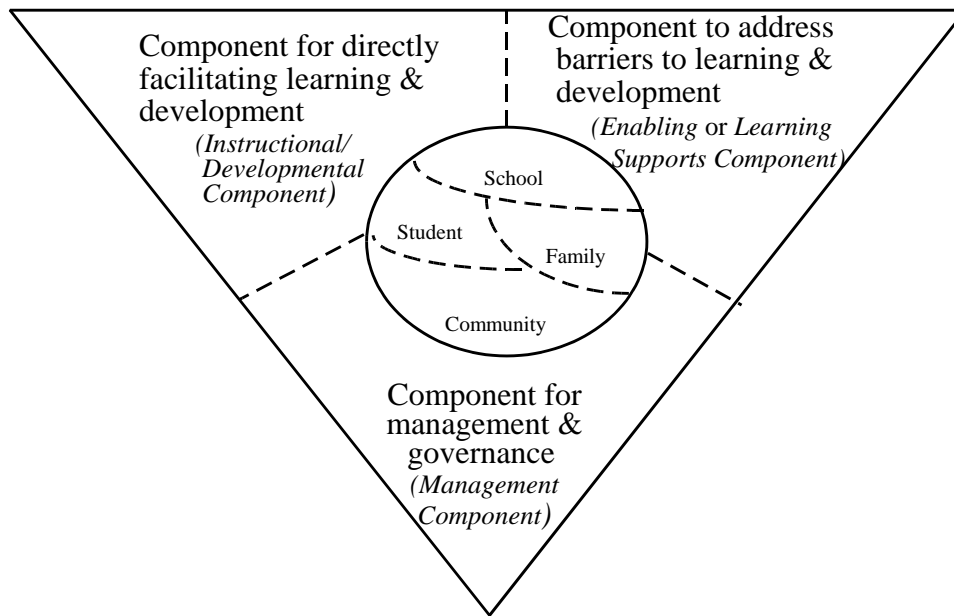 Component for directly
facilitating learning &
development
(Instructional/
Developmental
Component)
Component to address
barriers to learning &
development
(Enabling or Learning
Supports Component)
School
Student
Family
Community
Component for
management &
governance
(Management
Component)